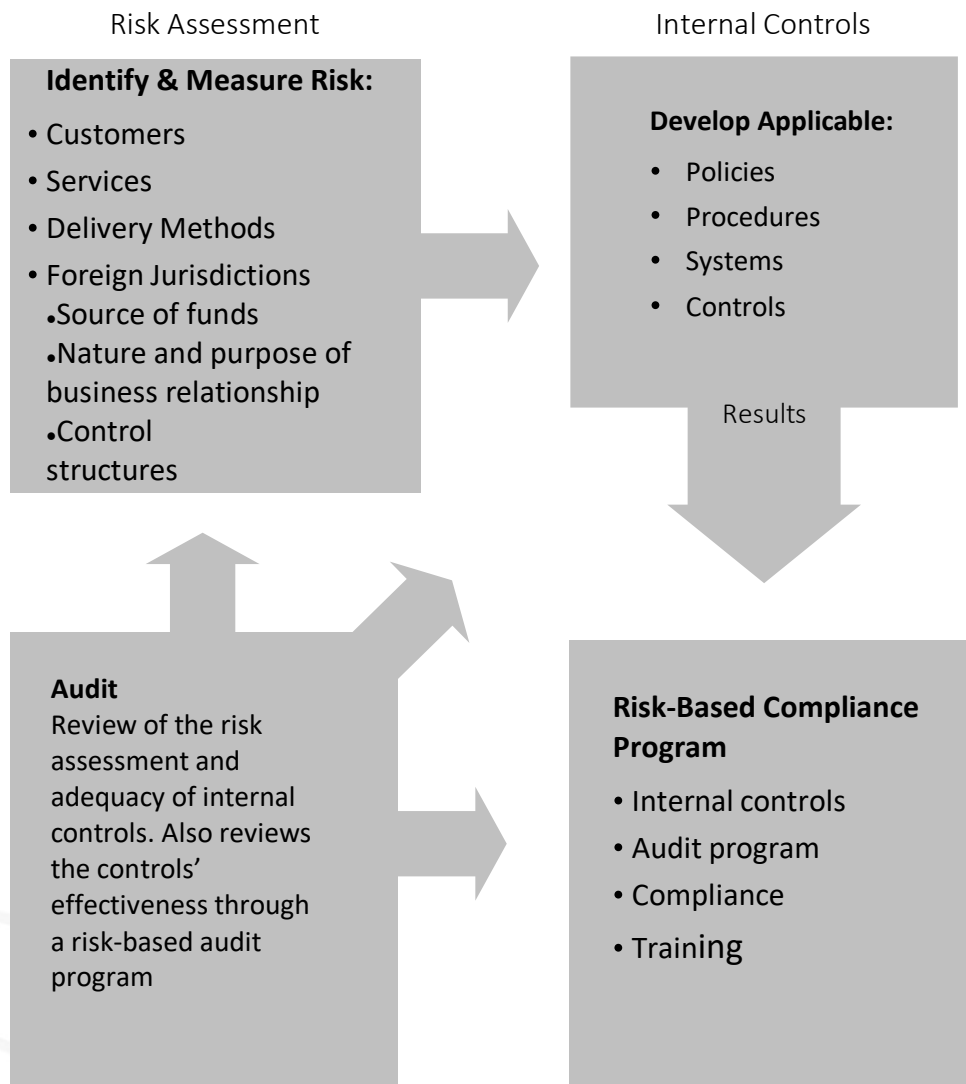 Risk Assessment
Identify & Measure Risk:
• Customers
• Services
• Delivery Methods
• Foreign Jurisdictions
•Source of funds
•Nature and purpose of
business relationship
•Control
structures
Internal Controls
Develop Applicable:
• Policies
• Procedures
• Systems
• Controls
Results
Audit
Review of the risk
assessment and
adequacy of internal
controls. Also reviews
the controls’
effectiveness through
a risk-based audit
program
Risk-Based Compliance
Program
• Internal controls
• Audit program
• Compliance
• Training